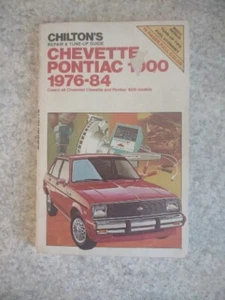 CHILTON'S
REPAIR & TUNE-UP GUIDE
CHEVETTE
PONTIAC 1000
1976-84
Covers all Chevrolet Chevette and Pontiac 1000 models